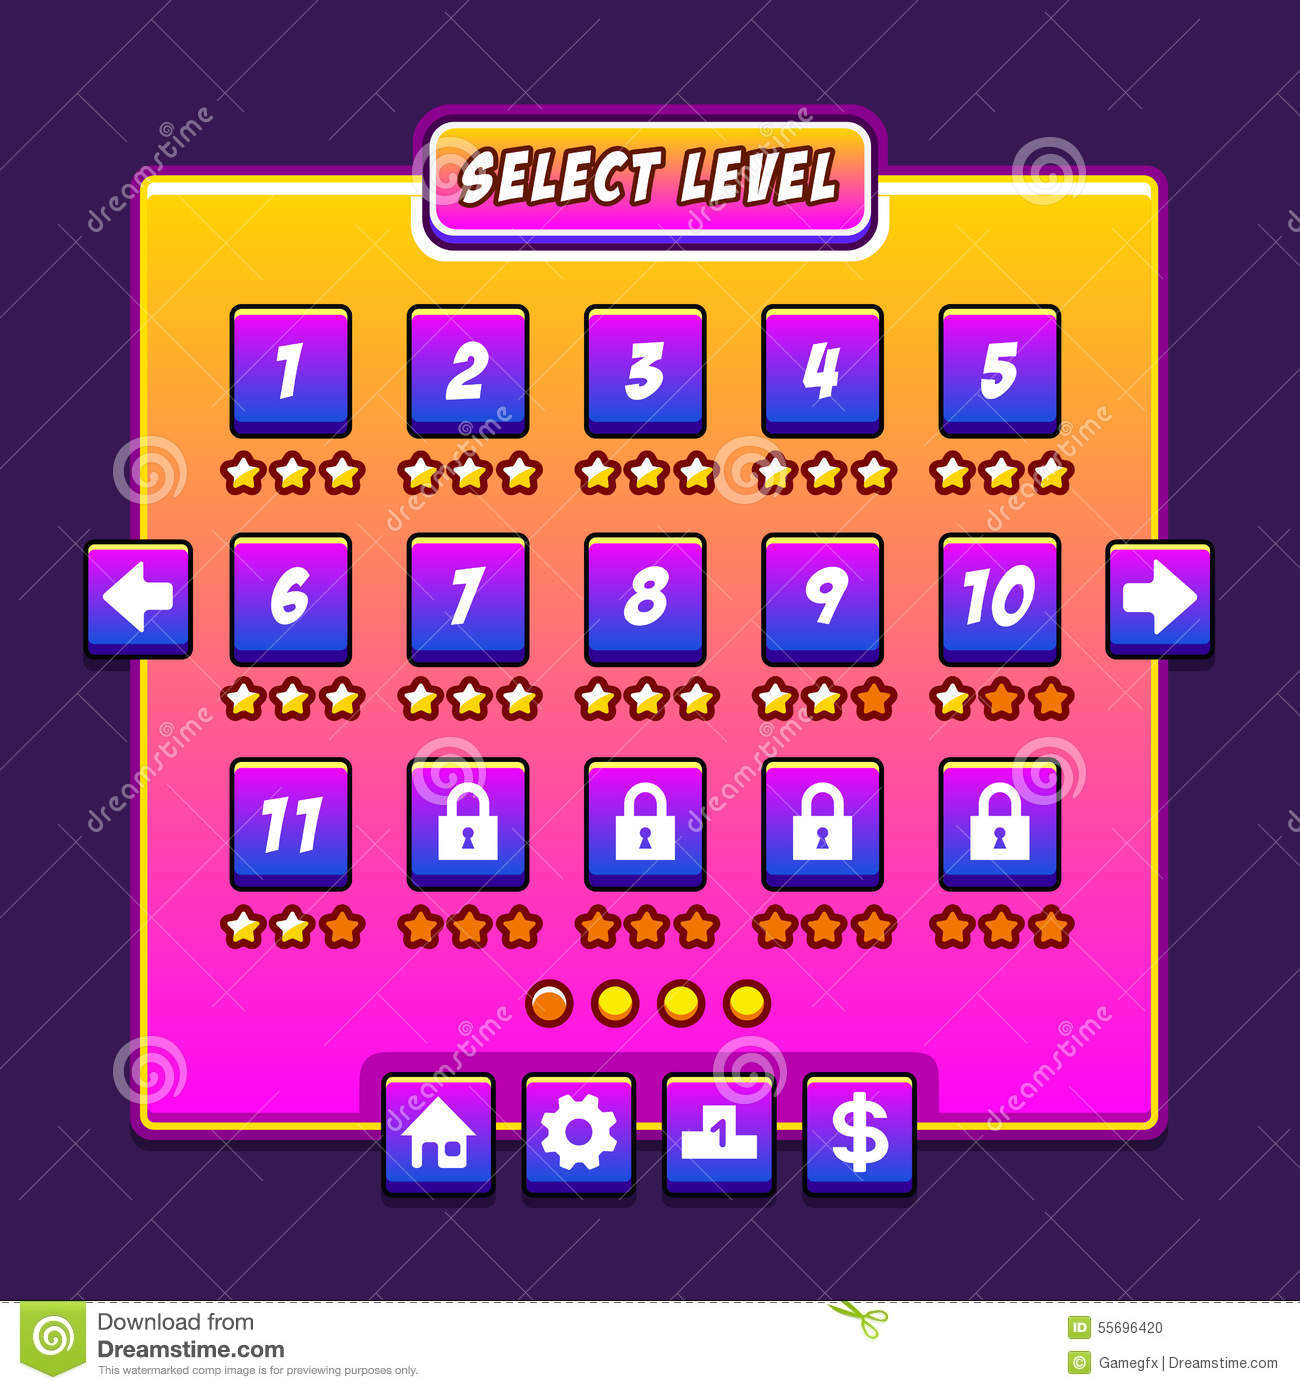 SELECT LEVEL
1 2 3 4 5
6 7 8 9 10
11
1
$
dreamstime
Download from
Dreamstime.com
This watermarked comp image is for previewing purposes only.
ID 55696420
© Gamegfx | Dreamstime.com